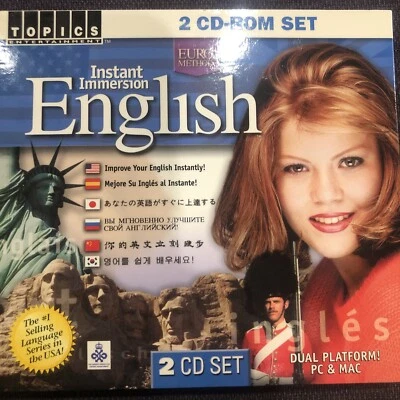 TOPICS
ENTERTAINMENT
2 CD-ROM SET
EURO
METHOD
Instant
Immersion
English
Improve Your English Instantly!
Mejore Su Inglés al Instante!
あなたの英語がすぐに上達する
ВЫ МГНОВЕННО УЛУЧШИТЕ
СВОЙ АНГЛИЙСКИЙ!
你的英文立刻進步
영어를 쉽게 배우세요!
inglés
The #1
Selling
Language
Series in
the USA!
2 CD SET
DUAL PLATFORM!
PC & MAC